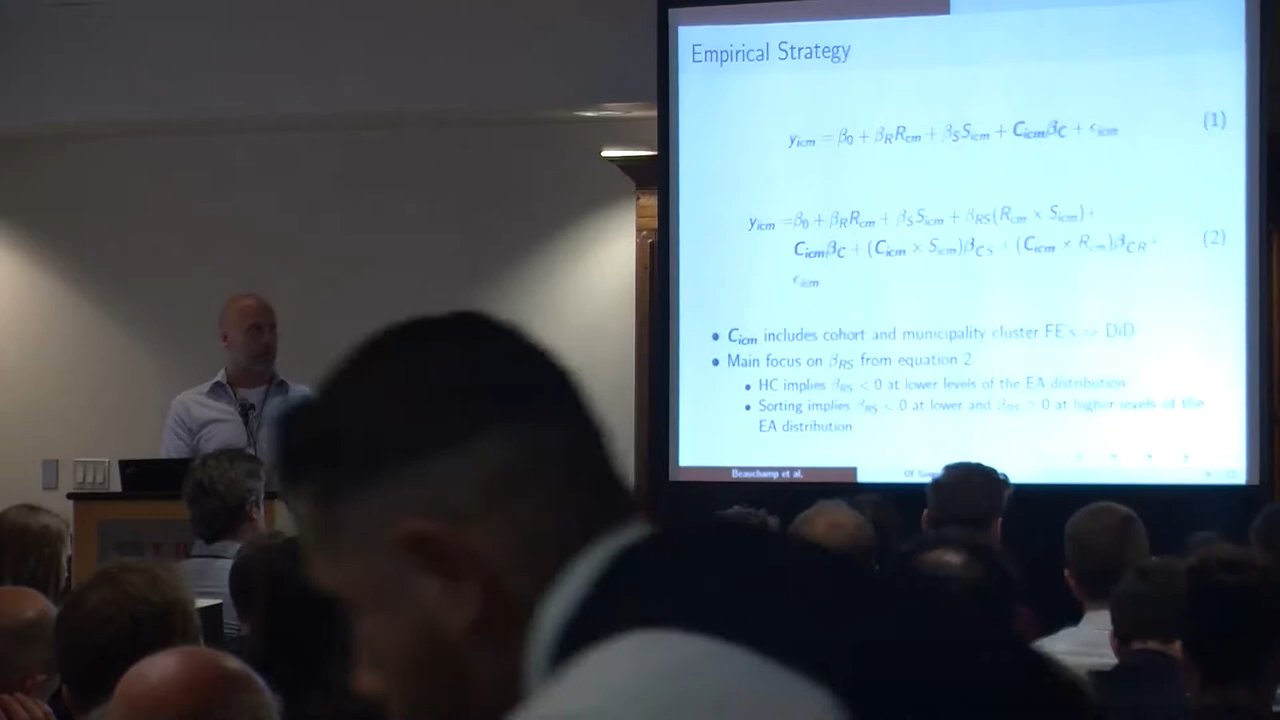 Empirical Strategy
y_icm = β_0 + β_R R_cm + β_S S_icm + C_icm β_C + ϵ_icm (1)
y_icm = β_0 + β_R R_cm + β_S S_icm + β_RS (R_cm × S_icm) +
C_icm β_C + (C_icm × S_icm) β_CS + (C_icm × R_cm) β_CR + (2)
ϵ_icm
• C_icm includes cohort and municipality cluster FE's ⇒ DiD
• Main focus on β_RS from equation 2
• HC implies β_RS < 0 at lower levels of the EA distribution
• Sorting implies β_RS < 0 at lower and β_RS > 0 at higher levels of the
EA distribution
Beauchamp et al.